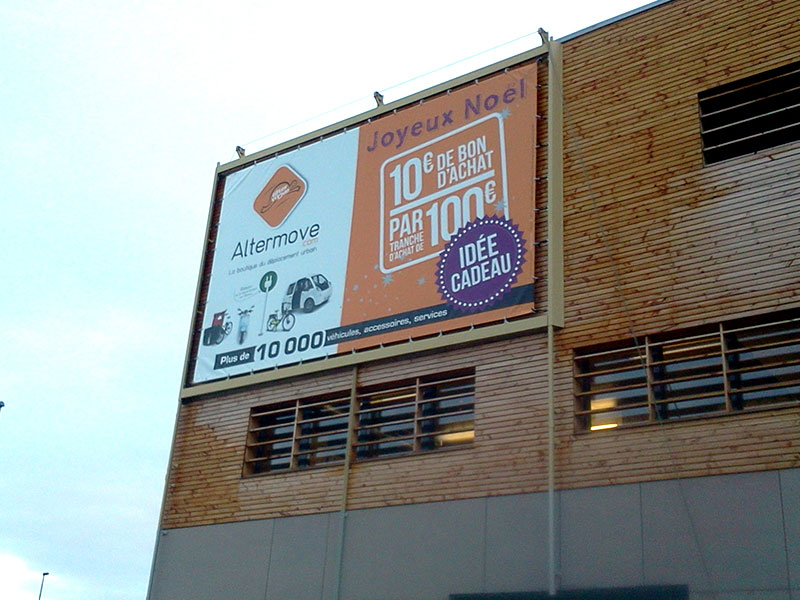 Joyeux Noël
10€ DE BON D'ACHAT
PAR TRANCHE D'ACHAT DE 100€
IDÉE
CADEAU
Altermove
.com
La boutique du déplacement urbain
Plus de 10 000 véhicules, accessoires, services